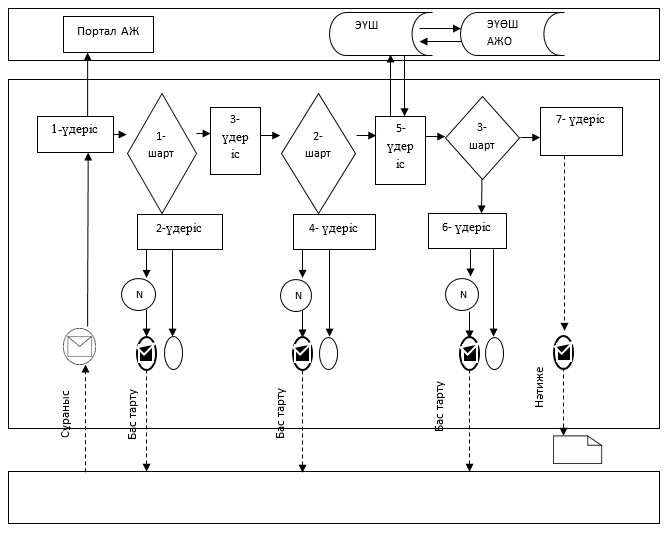 Портал АЖ
ЭҮШ
ЭҮӨШ
АЖО
1-үдеріс
1-
шарт
3-
үдер
іс
2-
шарт
5-
үдер
іс
3-
шарт
7- үдеріс
2-үдеріс
4- үдеріс
6- үдеріс
N
N
N
Сұраныс
Бас тарту
Бас тарту
Бас тарту
Нәтиже